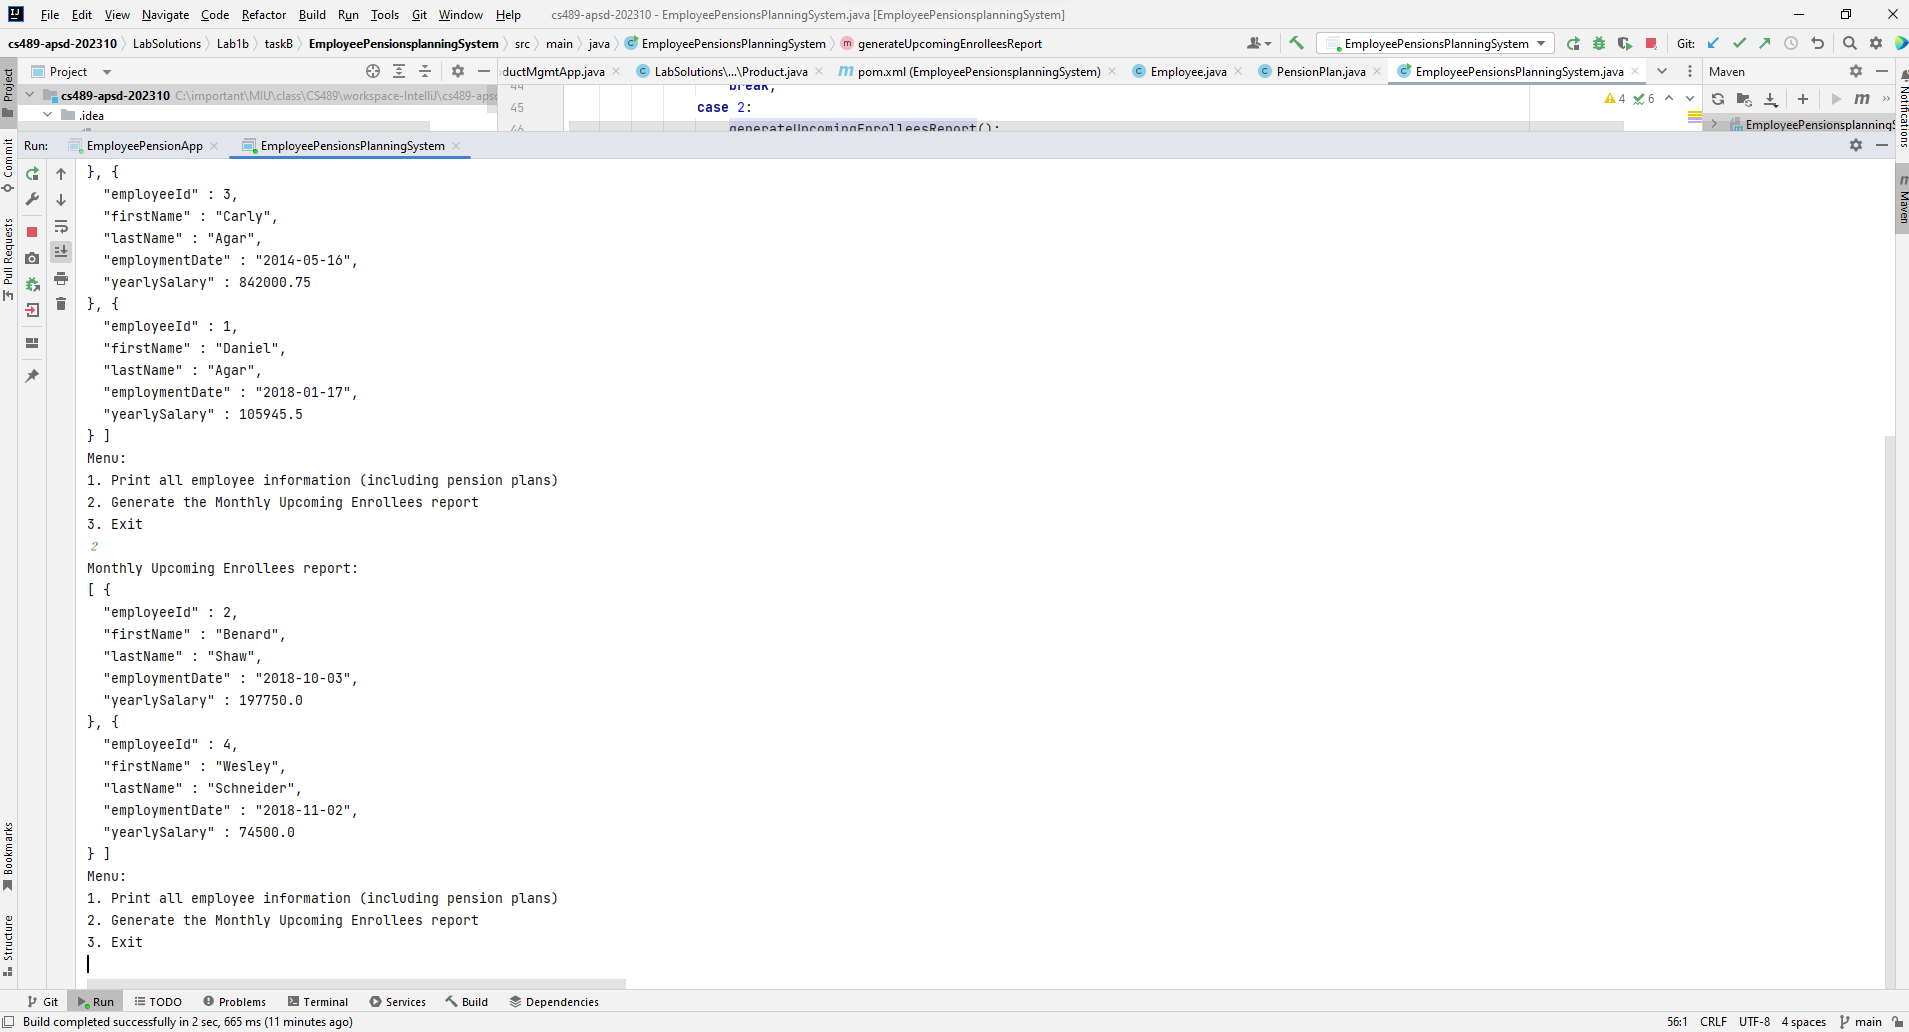 File Edit View Navigate Code Refactor Build Run Tools Git Window Help cs489-apsd-202310 - EmployeePensionsPlanningSystem.java [EmployeePensionsplanningSystem]
cs489-apsd-202310 LabSolutions Lab1b taskB EmployeePensionsplanningSystem src main java EmployeePensionsPlanningSystem generateUpcomingEnrolleesReport EmployeePensionsPlanningSystem Git:
Project ductMgmtApp.java LabSolutions\...\Product.java pom.xml (EmployeePensionsplanningSystem) Employee.java PensionPlan.java EmployeePensionsPlanningSystem.java Maven
cs489-apsd-202310 C:\important\MIU\class\CS489\workspace-IntelliJ\cs489-apsd
44 break;
.idea
45 case 2: 4 6
46 generateUpcomingEnrolleesReport();
EmployeePensionsplanningS
Run: EmployeePensionApp EmployeePensionsPlanningSystem
}, {
"employeeId" : 3,
"firstName" : "Carly",
"lastName" : "Agar",
"employmentDate" : "2014-05-16",
"yearlySalary" : 842000.75
}, {
"employeeId" : 1,
"firstName" : "Daniel",
"lastName" : "Agar",
"employmentDate" : "2018-01-17",
"yearlySalary" : 105945.5
} ]
Menu:
1. Print all employee information (including pension plans)
2. Generate the Monthly Upcoming Enrollees report
3. Exit
2
Monthly Upcoming Enrollees report:
[ {
"employeeId" : 2,
"firstName" : "Benard",
"lastName" : "Shaw",
"employmentDate" : "2018-10-03",
"yearlySalary" : 197750.0
}, {
"employeeId" : 4,
"firstName" : "Wesley",
"lastName" : "Schneider",
"employmentDate" : "2018-11-02",
"yearlySalary" : 74500.0
} ]
Menu:
1. Print all employee information (including pension plans)
2. Generate the Monthly Upcoming Enrollees report
3. Exit
Project
Commit
Pull Requests
Bookmarks
Structure
Notifications
Maven
Git Run TODO Problems Terminal Services Build Dependencies
Build completed successfully in 2 sec, 665 ms (11 minutes ago) 56:1 CRLF UTF-8 4 spaces main